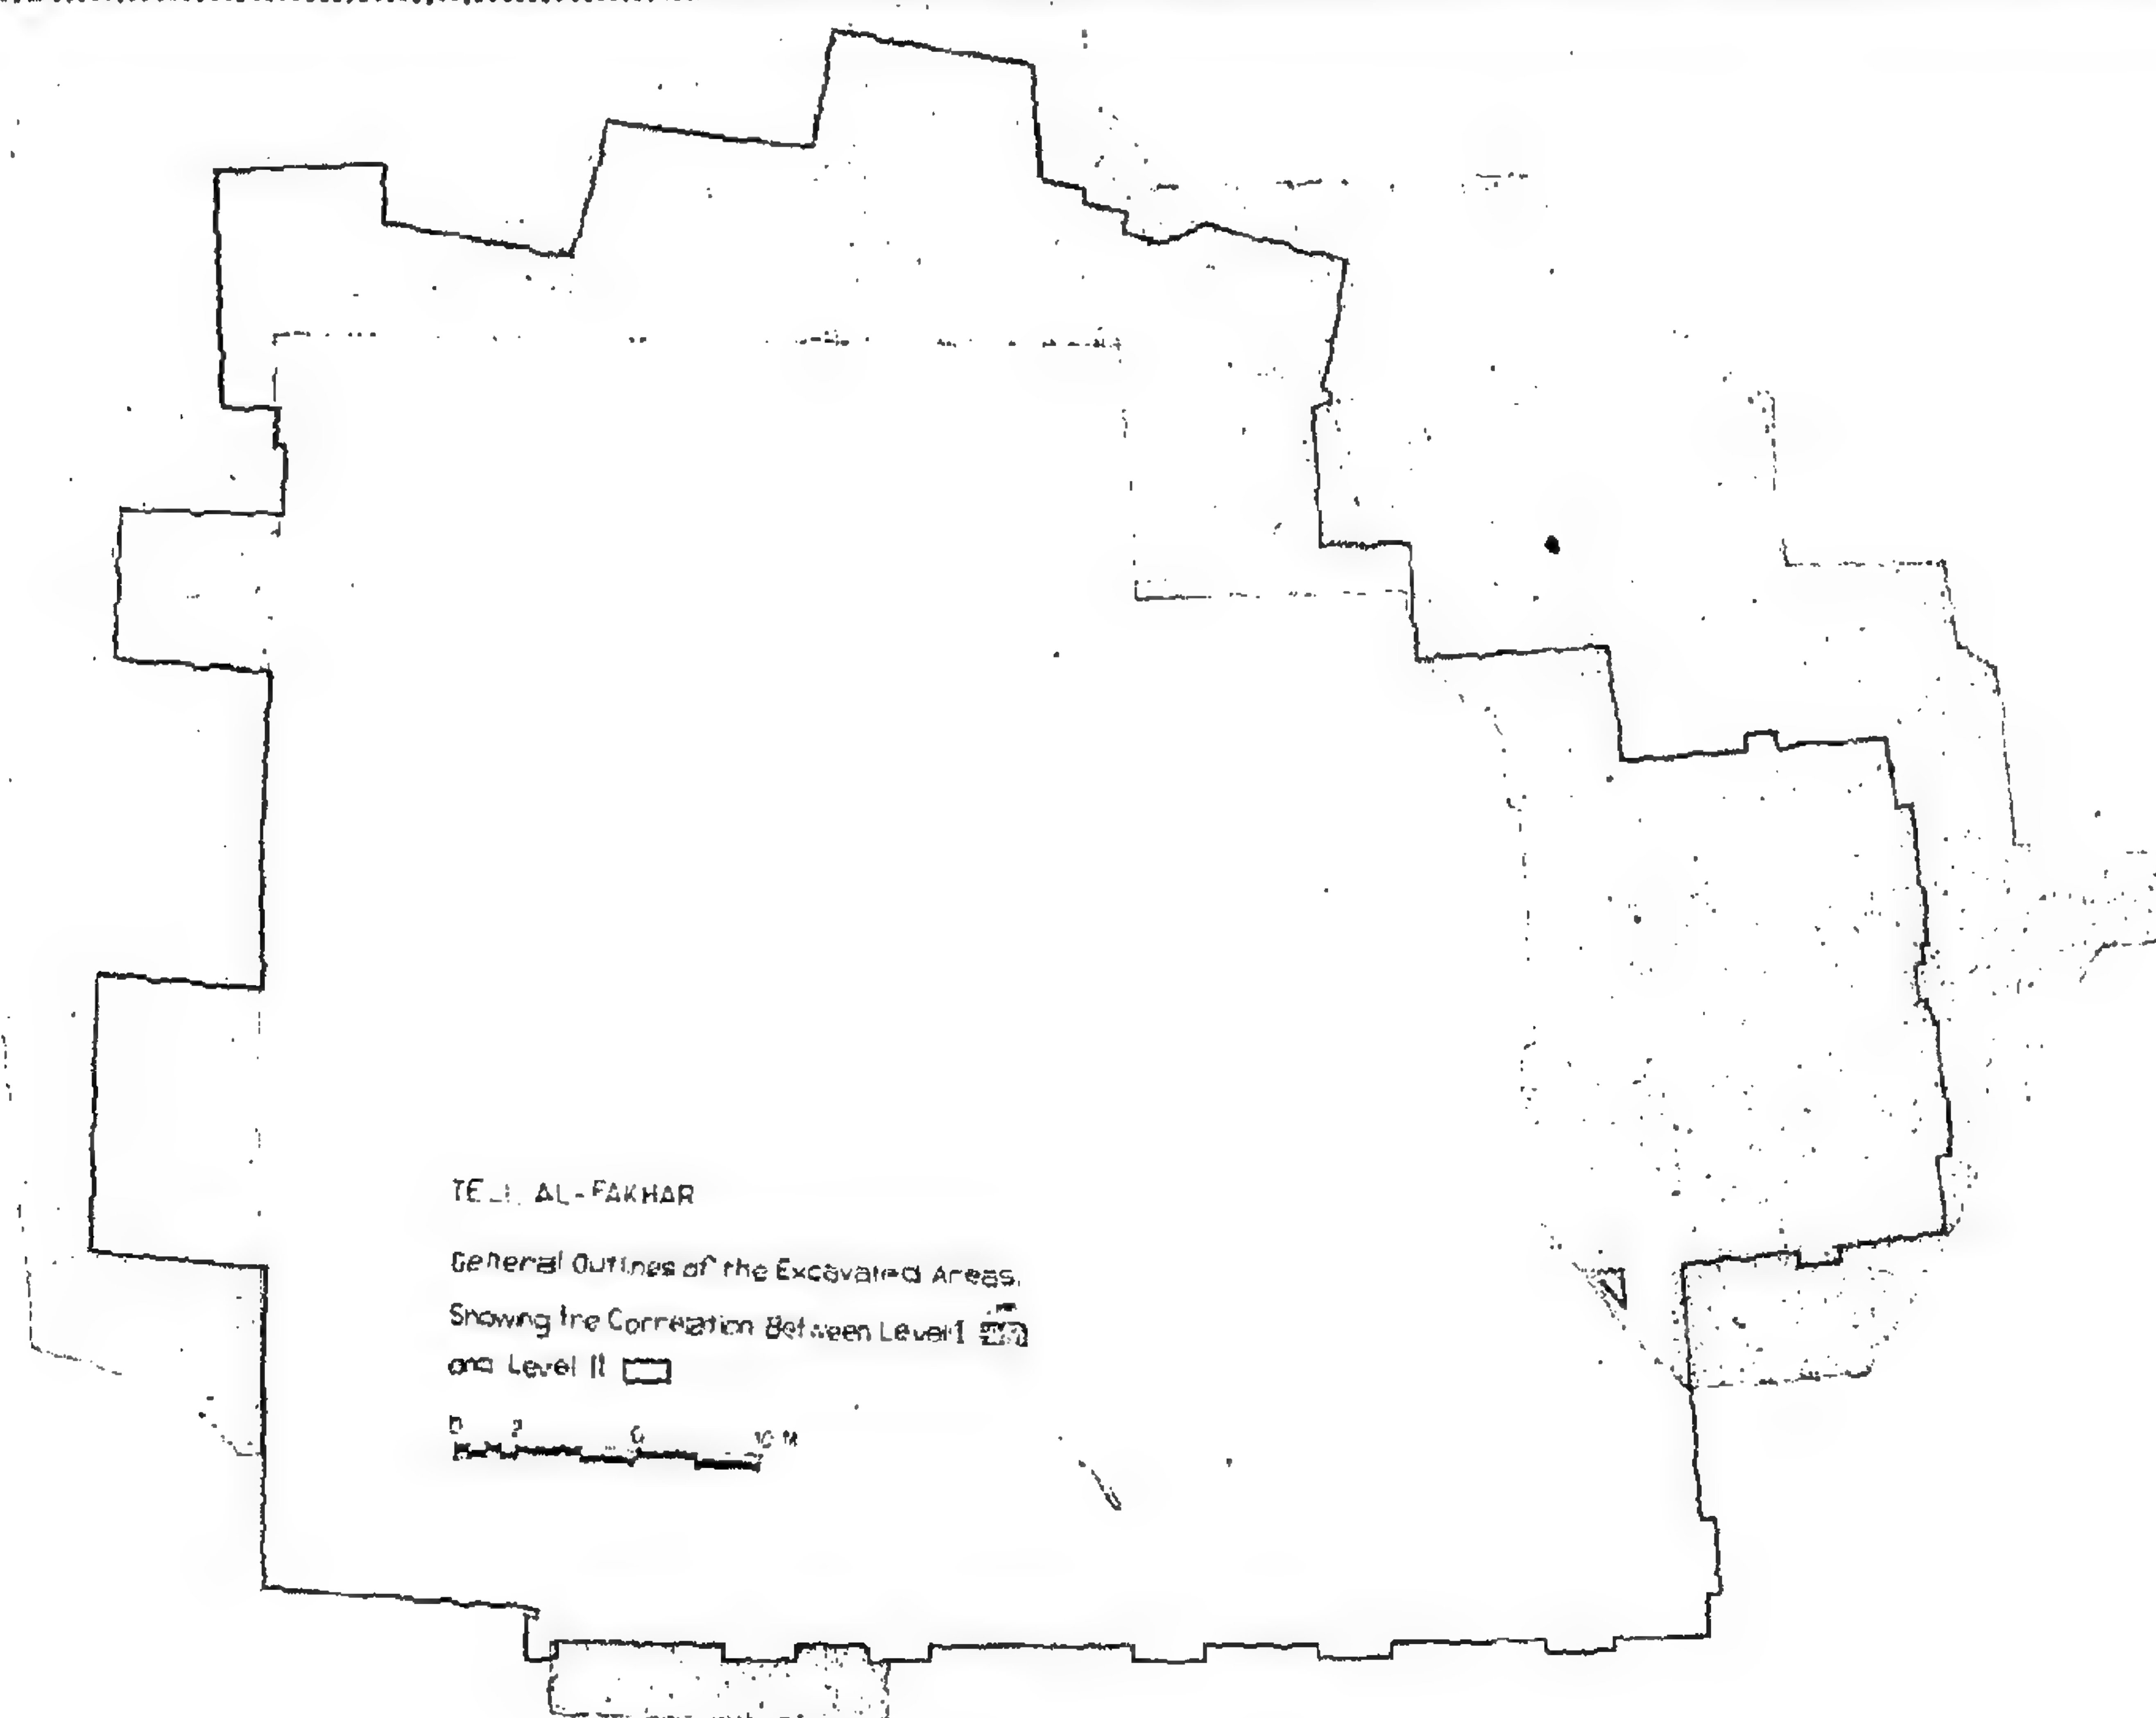 TELL AL-FAKHAR
General Outlines of the Excavated Areas.
Showing the Correlation Between Level I
and Level II
0 2 6 10 M